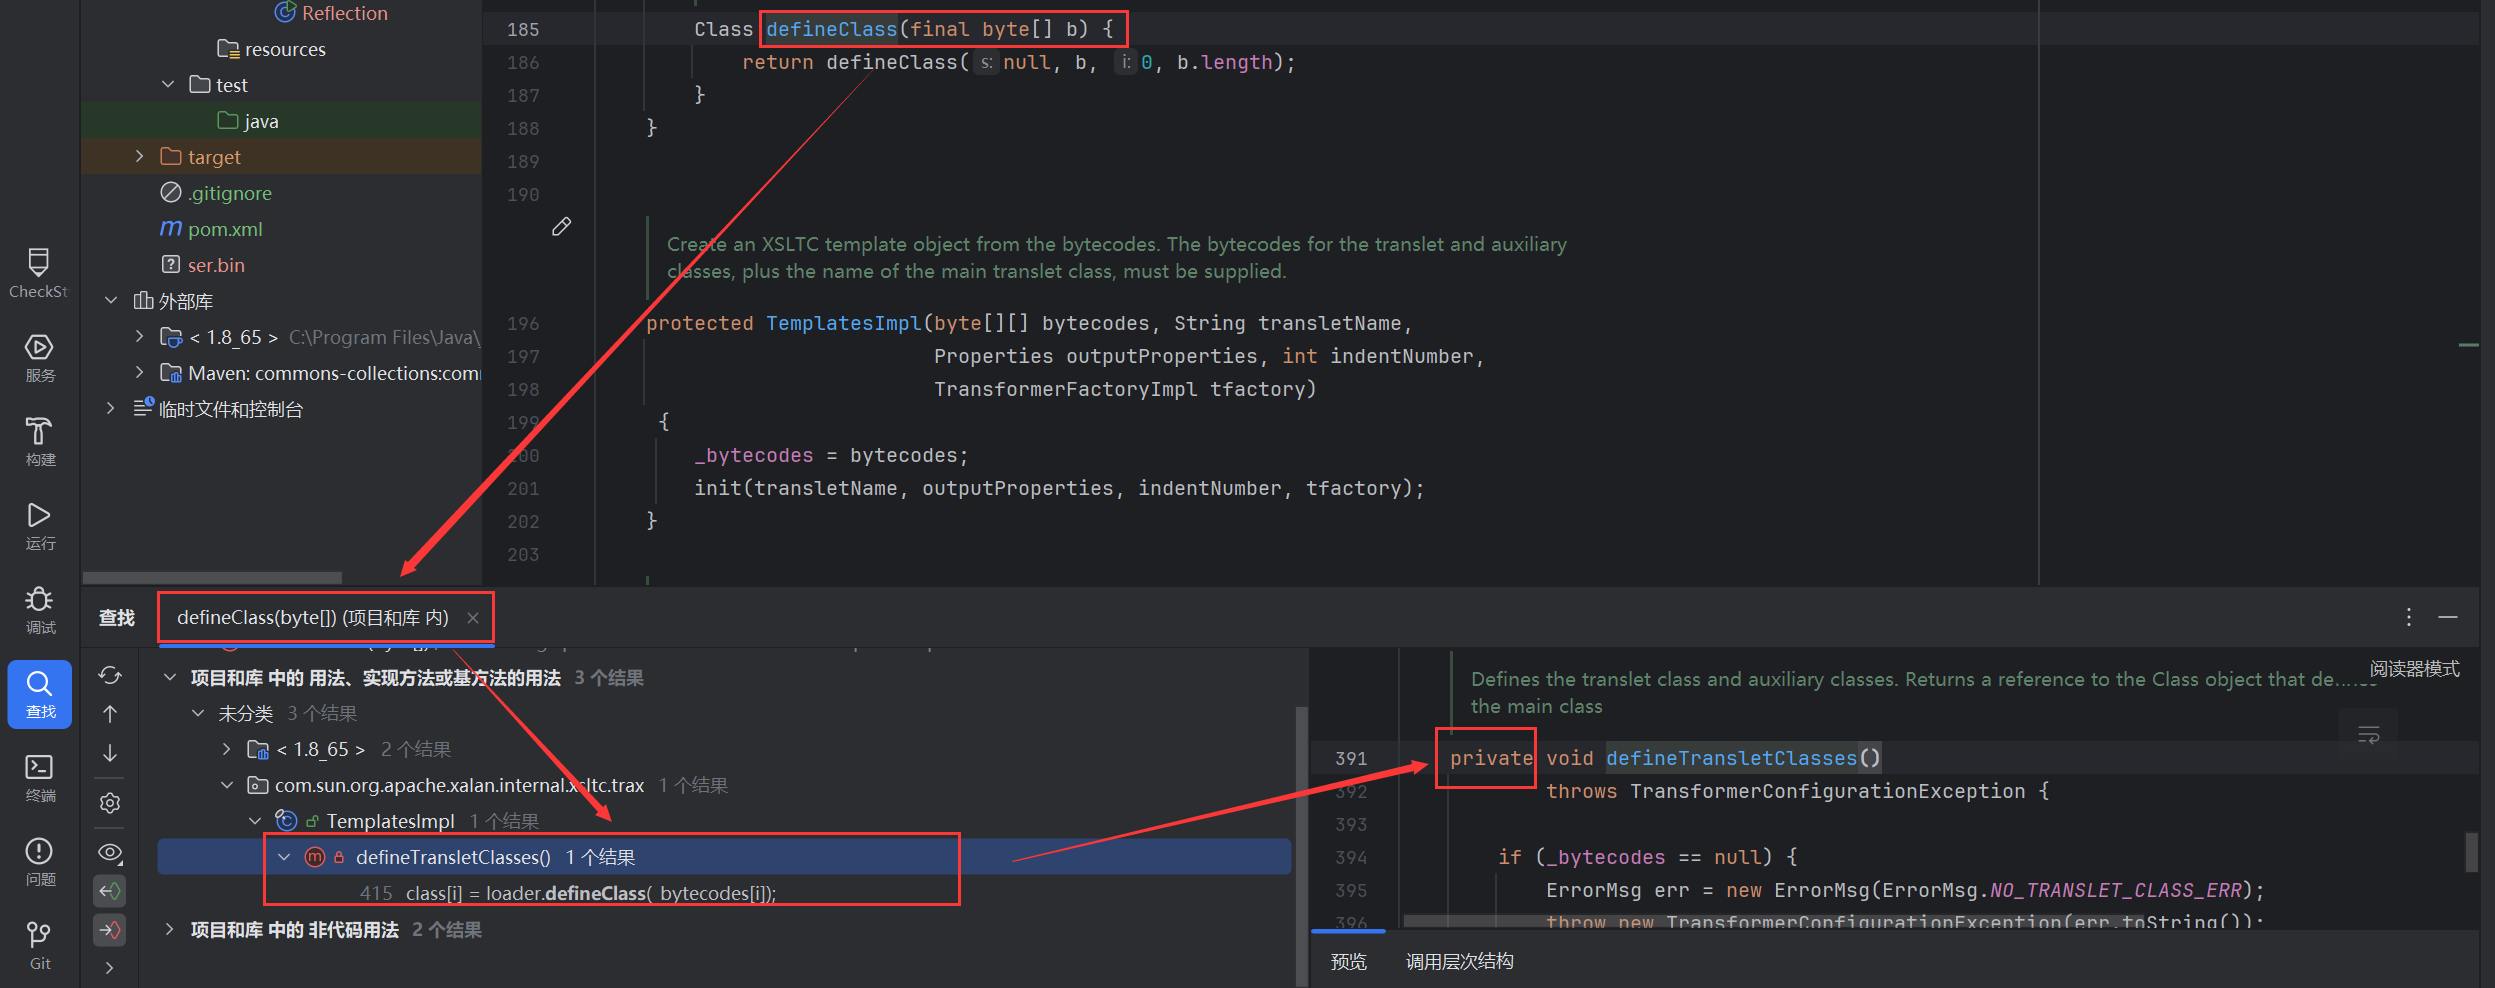 Reflection
resources
test
java
target
.gitignore
pom.xml
ser.bin
外部库
< 1.8_65 > C:\Program Files\Java\
Maven: commons-collections:com
临时文件和控制台
CheckSt
服务
构建
运行
调试
查找
终端
问题
Git
185 Class defineClass(final byte[] b) {
186 return defineClass( s: null, b, i: 0, b.length);
187 }
188 }
189
190
Create an XSLTC template object from the bytecodes. The bytecodes for the translet and auxiliary
classes, plus the name of the main translet class, must be supplied.
196 protected TemplatesImpl(byte[][] bytecodes, String transletName,
197 Properties outputProperties, int indentNumber,
198 TransformerFactoryImpl tfactory)
199 {
200 _bytecodes = bytecodes;
201 init(transletName, outputProperties, indentNumber, tfactory);
202 }
203
查找 defineClass(byte[]) (项目和库 内) ×
项目和库 中的 用法、实现方法或基方法的用法 3 个结果
未分类 3 个结果
< 1.8_65 > 2 个结果
com.sun.org.apache.xalan.internal.xsltc.trax 1 个结果
TemplatesImpl 1 个结果
defineTransletClasses() 1 个结果
415 class[i] = loader.defineClass( bytecodes[i]);
项目和库 中的 非代码用法 2 个结果
阅读器模式
Defines the translet class and auxiliary classes. Returns a reference to the Class object that defines
the main class
391 private void defineTransletClasses()
392 throws TransformerConfigurationException {
393
394 if (_bytecodes == null) {
395 ErrorMsg err = new ErrorMsg(ErrorMsg.NO_TRANSLET_CLASS_ERR);
396 throw new TransformerConfigurationException(err.toString());
预览 调用层次结构